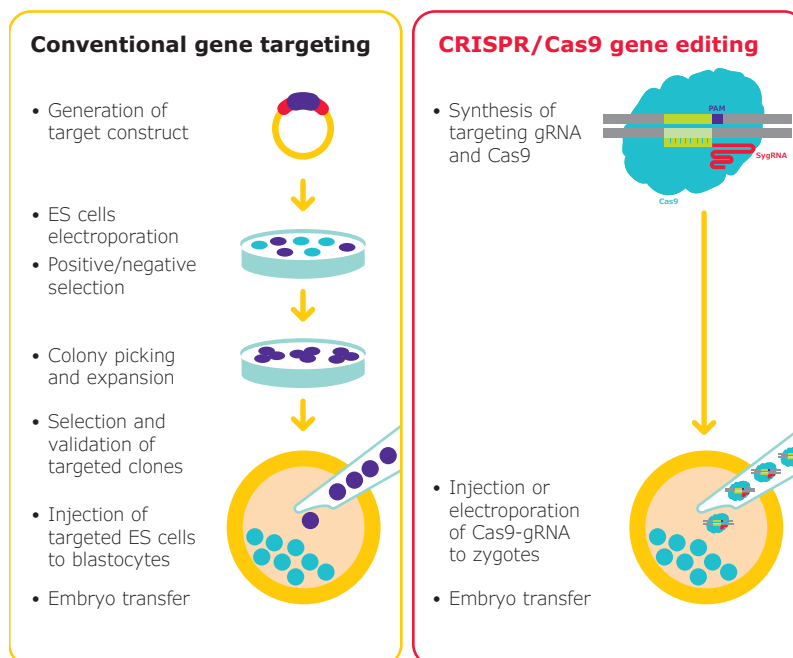 Conventional gene targeting
• Generation of
target construct
• ES cells
electroporation
• Positive/negative
selection
• Colony picking
and expansion
• Selection and
validation of
targeted clones
• Injection of
targeted ES cells
to blastocytes
• Embryo transfer
CRISPR/Cas9 gene editing
• Synthesis of
targeting gRNA
and Cas9
PAM
SygRNA
Cas9
• Injection or
electroporation
of Cas9-gRNA
to zygotes
• Embryo transfer